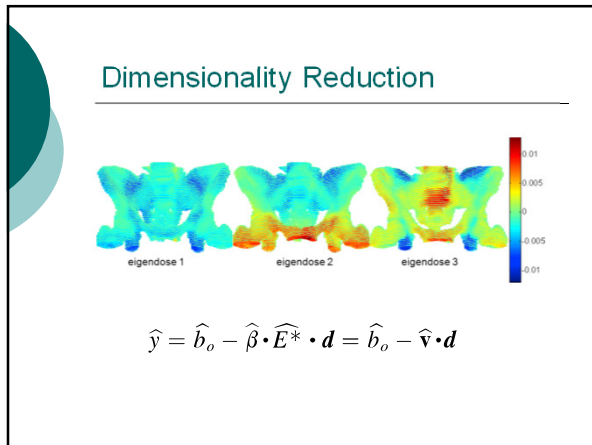 Dimensionality Reduction
0.01
0.005
0
-0.005
-0.01
eigendose 1 eigendose 2 eigendose 3
ŷ = b̂ₒ − β̂ • Ê* • d = b̂ₒ − v̂ • d